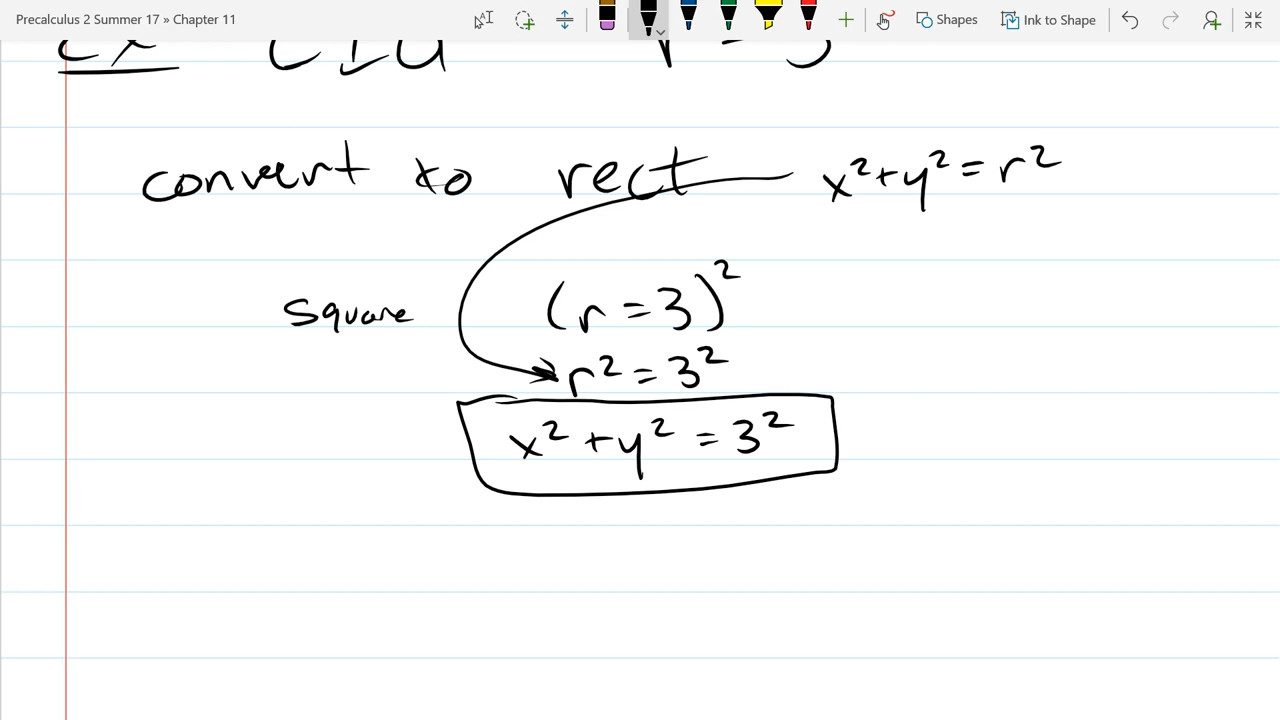 Precalculus 2 Summer 17 » Chapter 11
Shapes
Ink to Shape
convert to rect x²+y²=r²
Square (r=3)²
r²=3²
x²+y²=3²